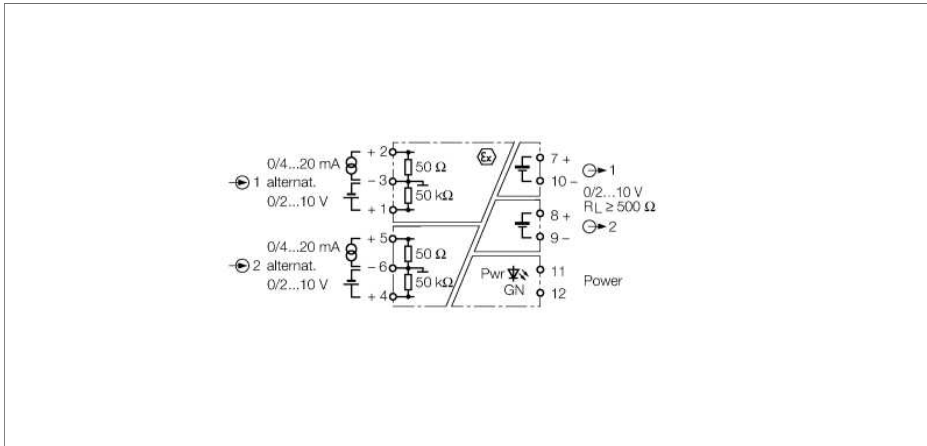 + 2
0/4...20 mA
50 Ω
1 alternat.
- 3
0/2...10 V
50 kΩ
+ 1
Ex
7 +
1
10 -
0/2...10 V
RL ≥ 500 Ω
8 +
2
9 -
+ 5
0/4...20 mA
50 Ω
2 alternat.
- 6
0/2...10 V
50 kΩ
+ 4
Pwr
GN
11
12
Power